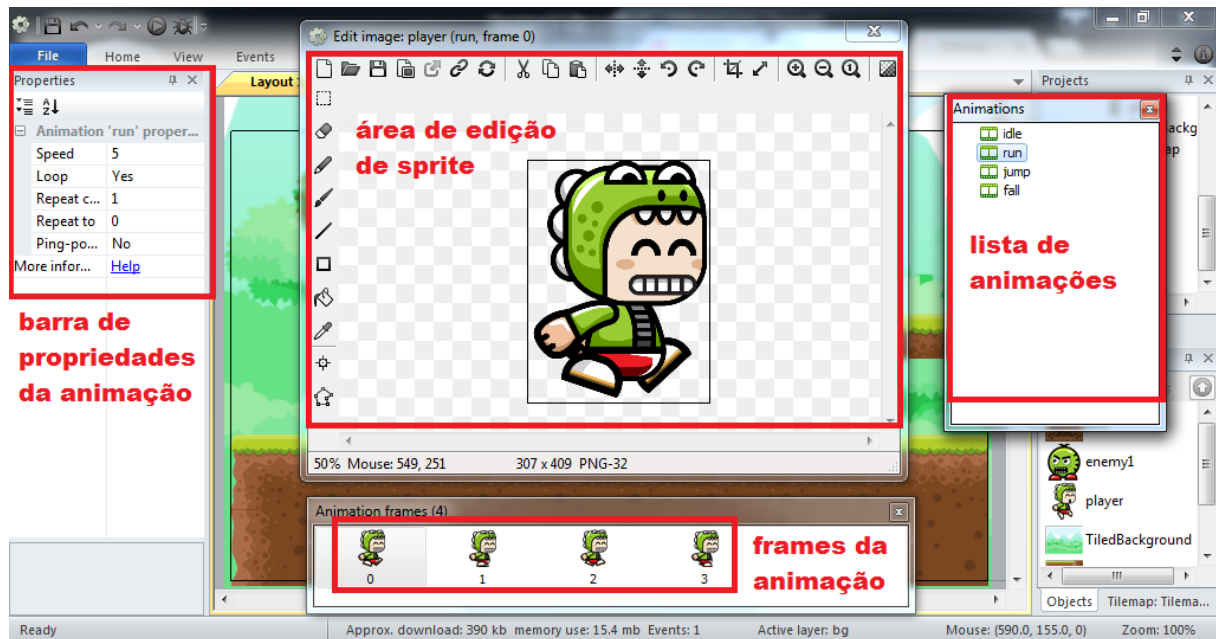 Edit image: player (run, frame 0)
File
Home
View
Events
Properties
Layout
Projects
Animation 'run' proper...
Speed 5
Loop Yes
Repeat c... 1
Repeat to 0
Ping-po... No
More infor... Help
barra de
propriedades
da animação
área de edição
de sprite
50% Mouse: 549, 251 307 x 409 PNG-32
Animations
idle
run
jump
fall
lista de
animações
ackg
ap
Animation frames (4)
0 1 2 3
frames da
animação
enemy1
player
TiledBackground
Objects Tilemap: Tilema...
Ready
Approx. download: 390 kb memory use: 15.4 mb Events: 1
Active layer: bg
Mouse: (590.0, 155.0, 0)
Zoom: 100%